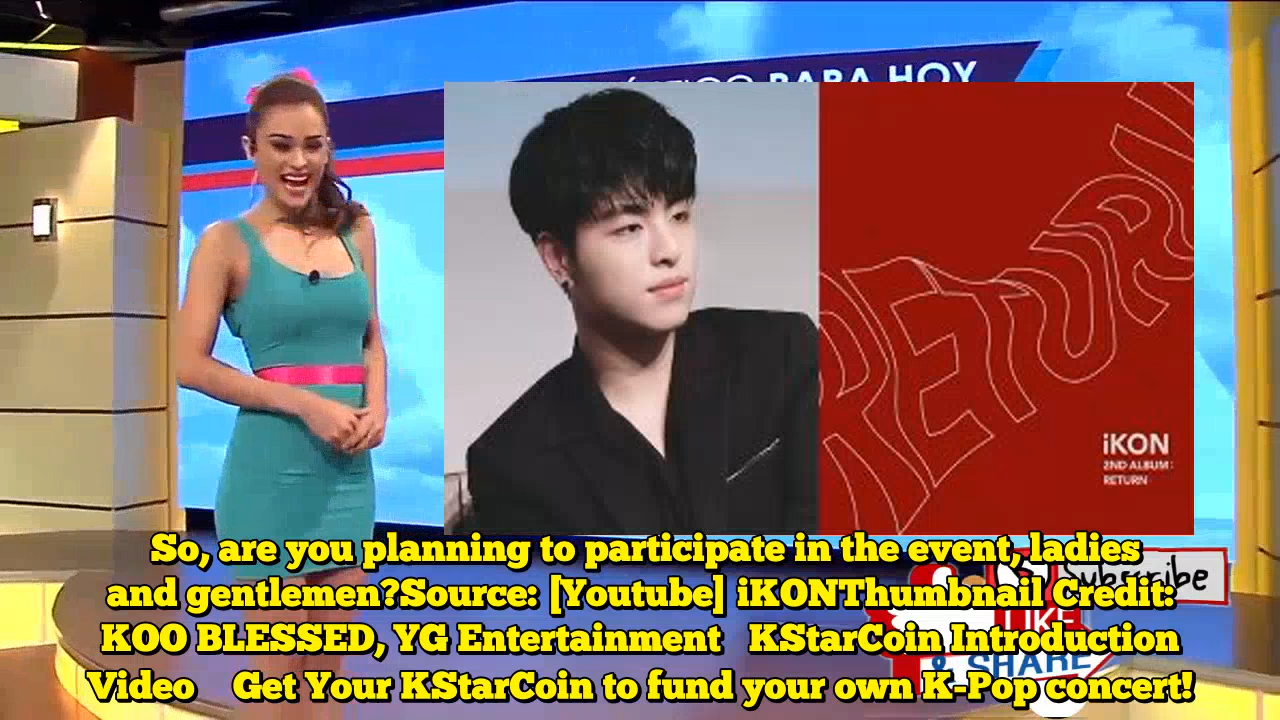 PARA HOY
RETURN
iKON
2ND ALBUM :
RETURN
So, are you planning to participate in the event, ladies
and gentlemen?Source: [Youtube] iKONThumbnail Credit:
Subscribe
KOO BLESSED, YG Entertainment KStarCoin Introduction
LIKE
& SHARE
Video Get Your KStarCoin to fund your own K-Pop concert!